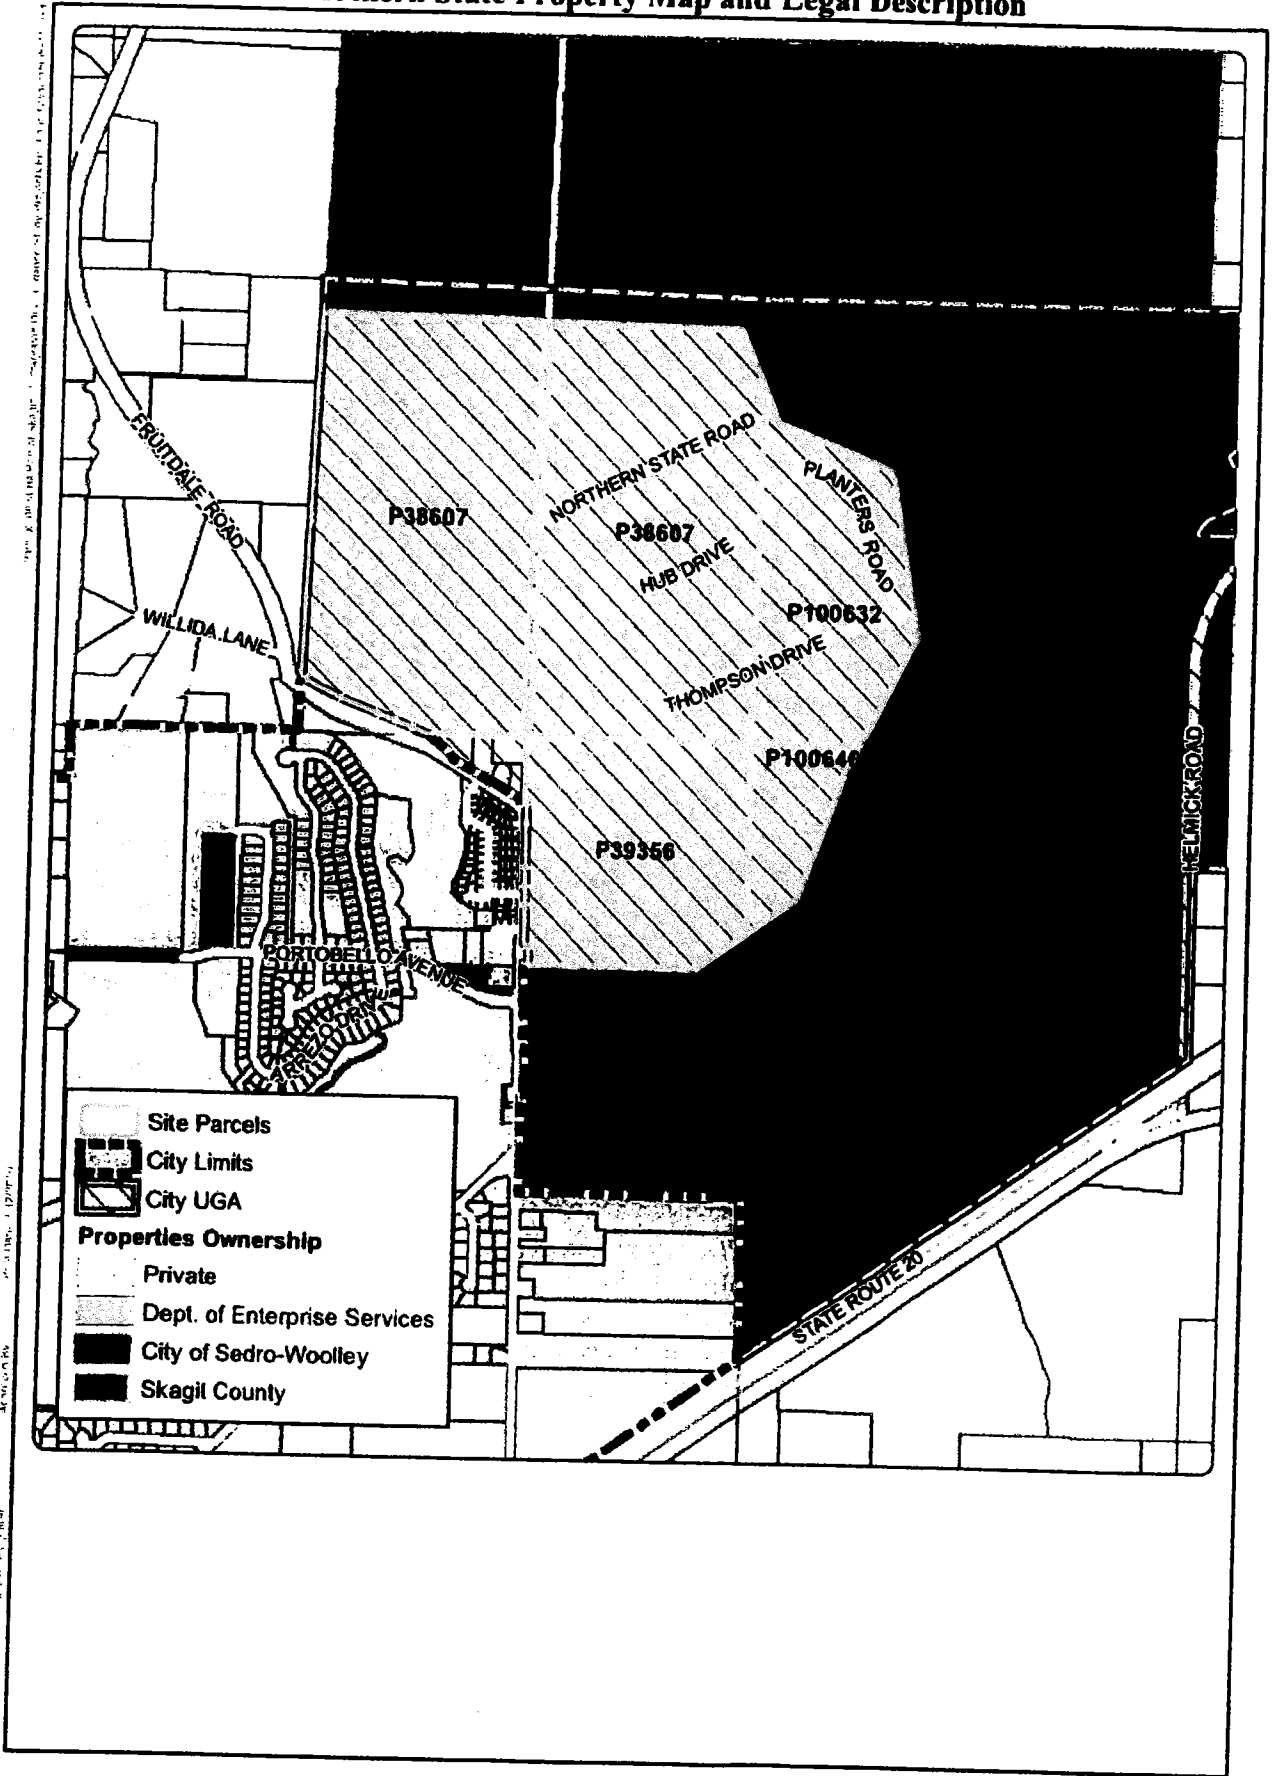 State Property Map and Legal Description
FRUITDALE ROAD
NORTHERN STATE ROAD
PLANTERS ROAD
P38607
P38607
HUB DRIVE
P100632
WILLIDA LANE
THOMPSON DRIVE
P100646
HELMICK ROAD
P39356
PORTOBELLO AVENUE
ARREZO DRIVE
Site Parcels
City Limits
City UGA
Properties Ownership
Private
Dept. of Enterprise Services
City of Sedro-Woolley
Skagit County
STATE ROUTE 20